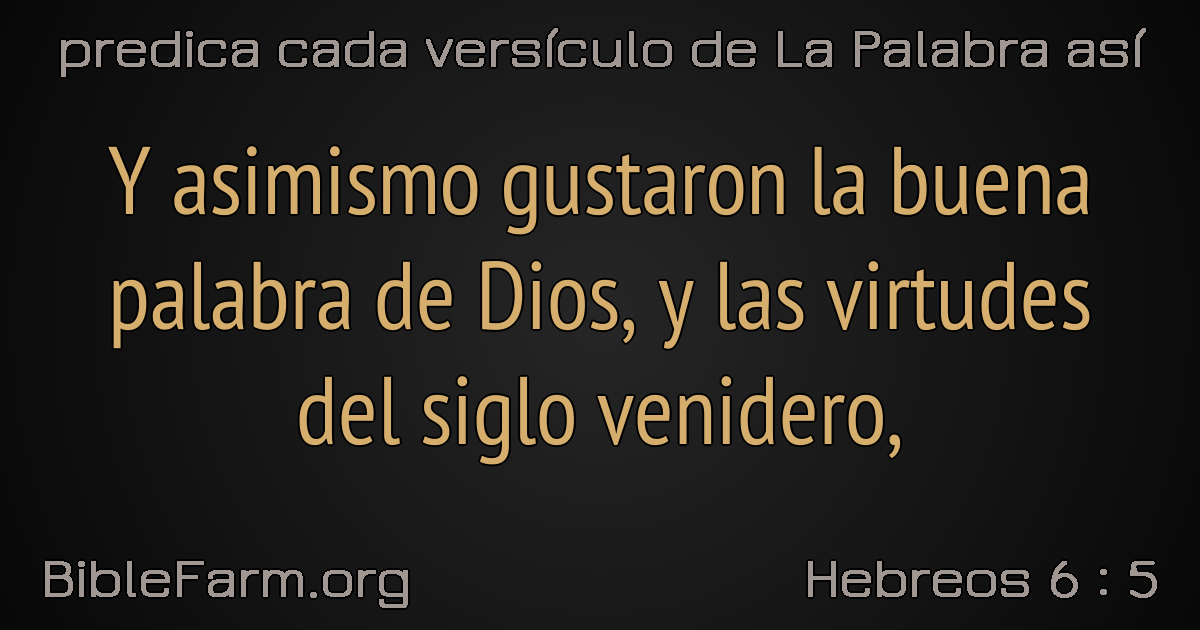 predica cada versículo de La Palabra así
Y asimismo gustaron la buena
palabra de Dios, y las virtudes
del siglo venidero,
BibleFarm.org
Hebreos 6 : 5